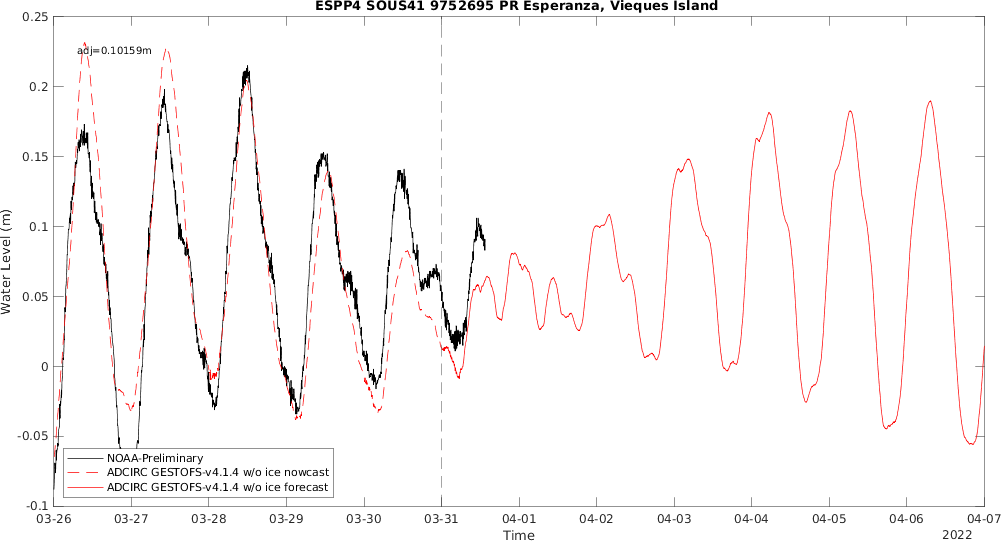 ESPP4 SOUS41 9752695 PR Esperanza, Vieques Island
adj=0.10159m
0.25
0.2
0.15
0.1
0.05
0
-0.05
-0.1
Water Level (m)
NOAA-Preliminary
ADCIRC GESTOFS-v4.1.4 w/o ice nowcast
ADCIRC GESTOFS-v4.1.4 w/o ice forecast
03-26 03-27 03-28 03-29 03-30 03-31 04-01 04-02 04-03 04-04 04-05 04-06 04-07
Time
2022